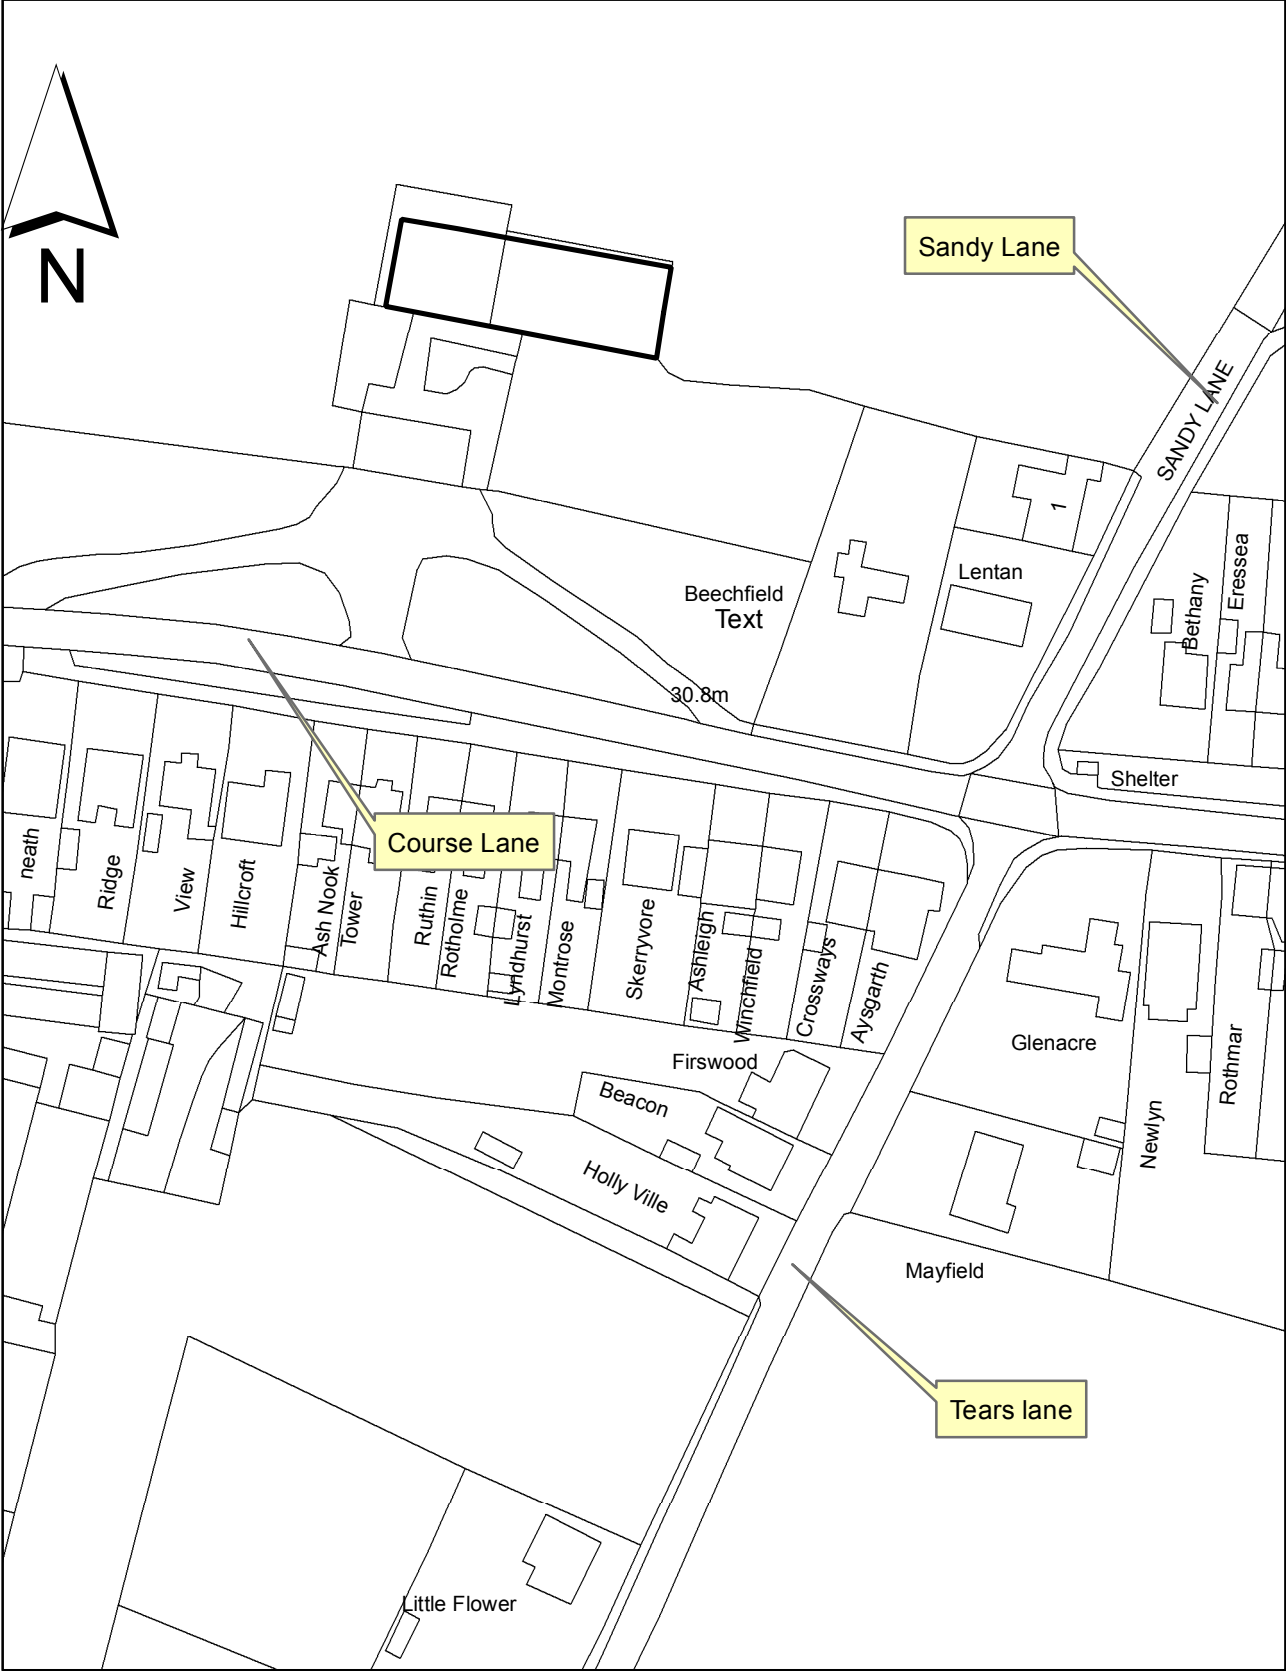 N
Sandy Lane
SANDY LANE
1
Lentan
Beechfield
Text
Bethany
Eressea
30.8m
Shelter
Course Lane
neath
Ridge
View
Hillcroft
Ash Nook
Tower
Ruthin
Rotholme
Lyndhurst
Montrose
Skerryvore
Ashleigh
Winchfield
Crossways
Aysgarth
Glenacre
Newlyn
Rothmar
Firswood
Beacon
Holly Ville
Mayfield
Tears lane
Little Flower